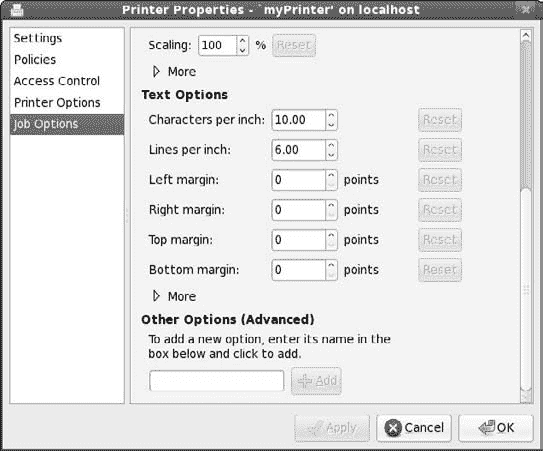 Printer Properties - `myPrinter' on localhost
Settings
Policies
Access Control
Printer Options
Job Options
Scaling: 100 % Reset
More
Text Options
Characters per inch: 10.00 Reset
Lines per inch: 6.00 Reset
Left margin: 0 points Reset
Right margin: 0 points Reset
Top margin: 0 points Reset
Bottom margin: 0 points Reset
More
Other Options (Advanced)
To add a new option, enter its name in the
box below and click to add.
Add
Apply Cancel OK